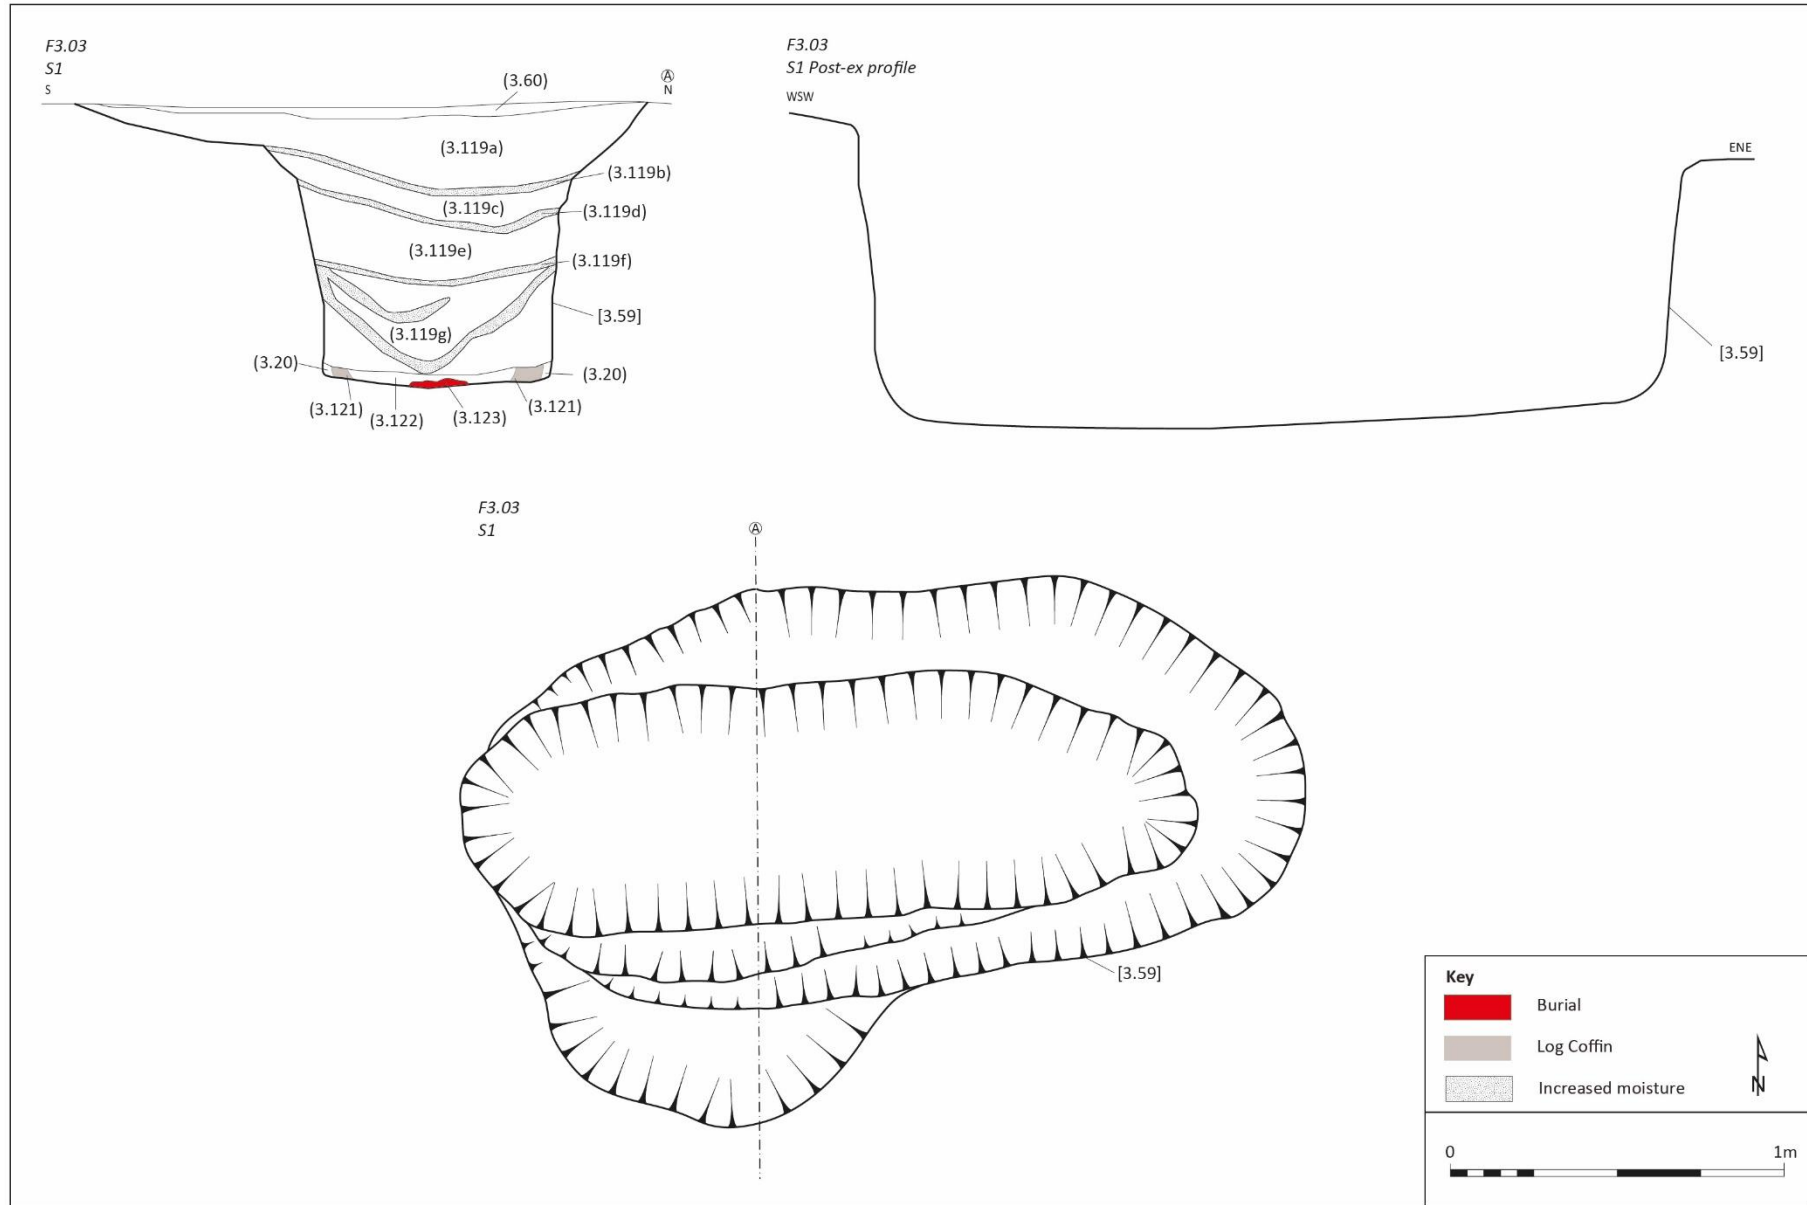 F3.03
S1
S
Ⓐ
N
(3.60)
(3.119a)
(3.119b)
(3.119c)
(3.119d)
(3.119e)
(3.119f)
[3.59]
(3.119g)
(3.20)
(3.20)
(3.121)
(3.122)
(3.123)
(3.121)
F3.03
S1 Post-ex profile
WSW
ENE
[3.59]
F3.03
S1
Ⓐ
[3.59]
Key
Burial
Log Coffin
Increased moisture
N
0 1m